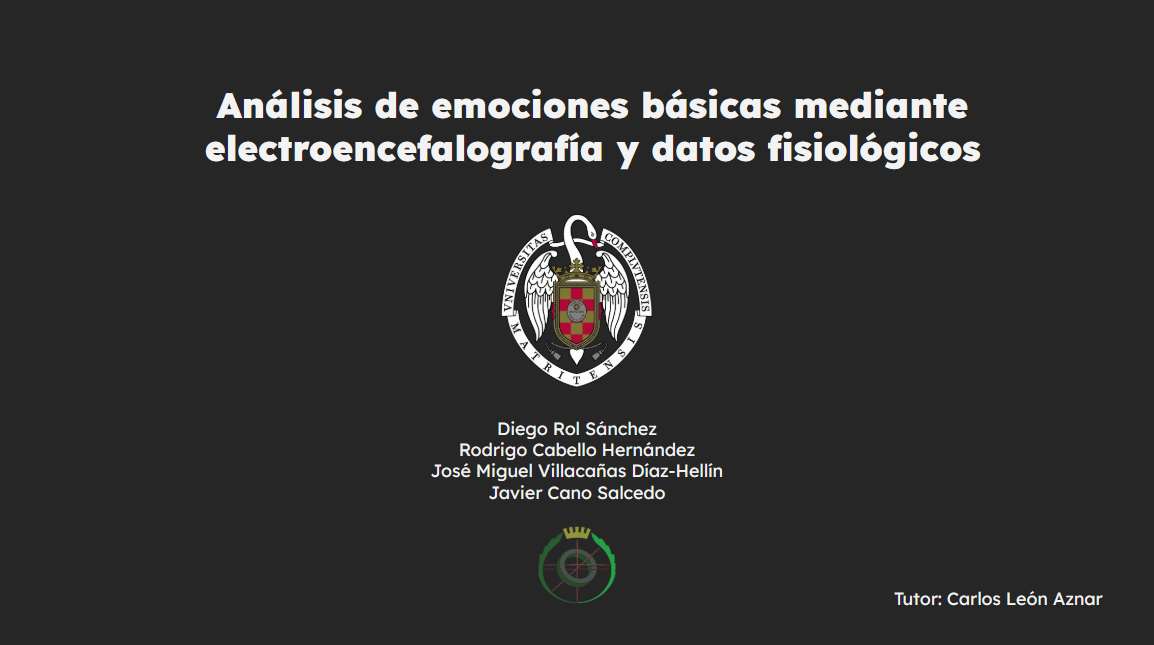 Análisis de emociones básicas mediante
electroencefalografía y datos fisiológicos
VNIVERSITAS COMPLVTENSIS
MATRITENSIS
Diego Rol Sánchez
Rodrigo Cabello Hernández
José Miguel Villacañas Díaz-Hellín
Javier Cano Salcedo
Tutor: Carlos León Aznar